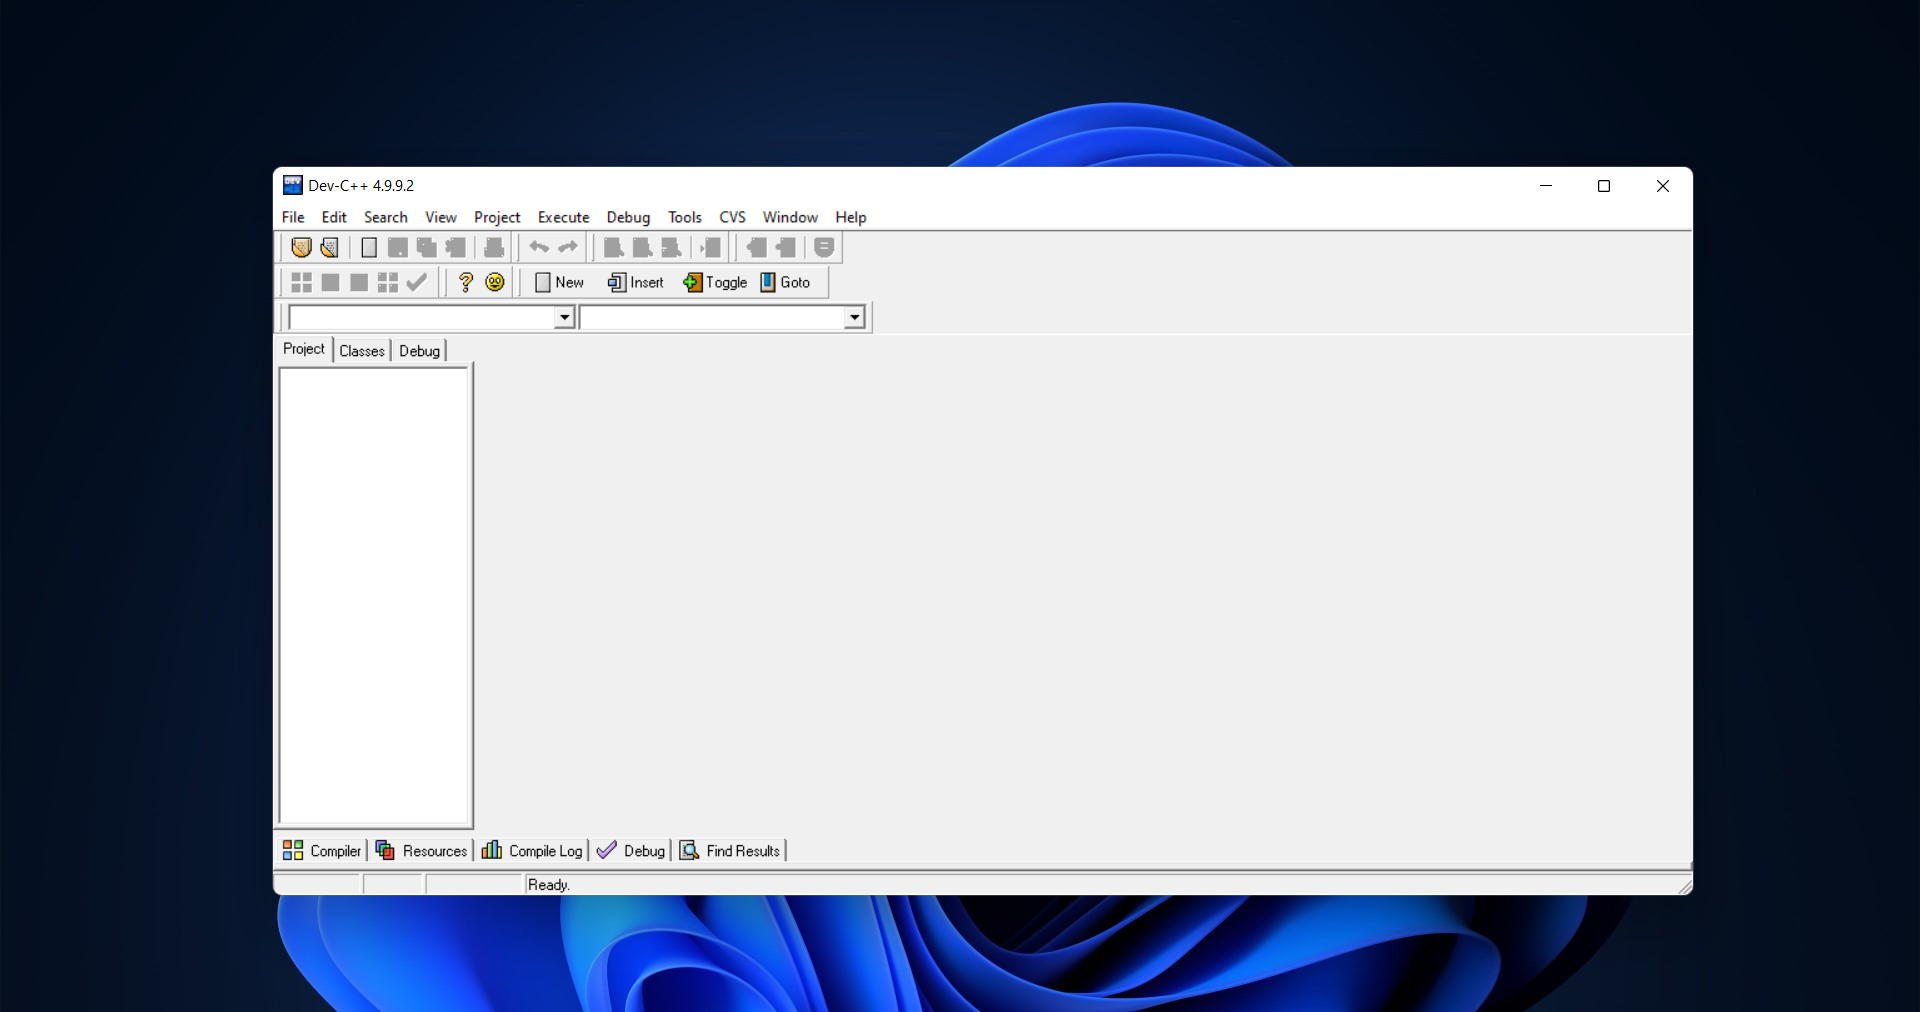 Dev-C++ 4.9.9.2
File Edit Search View Project Execute Debug Tools CVS Window Help
New Insert Toggle Goto
Project Classes Debug
Compiler Resources Compile Log Debug Find Results
Ready.